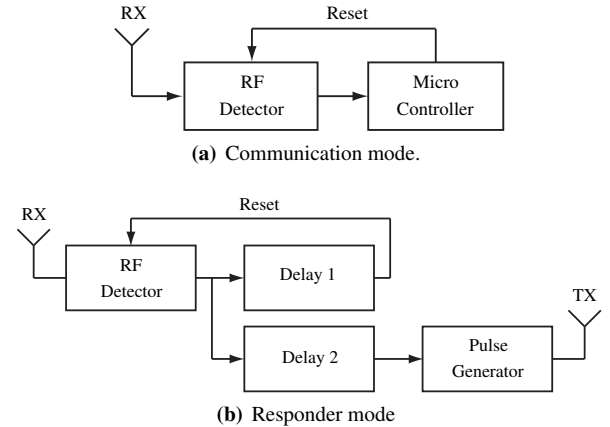 RX
Reset
RF
Detector
Micro
Controller
(a) Communication mode.
RX
Reset
RF
Detector
Delay 1
TX
Delay 2
Pulse
Generator
(b) Responder mode